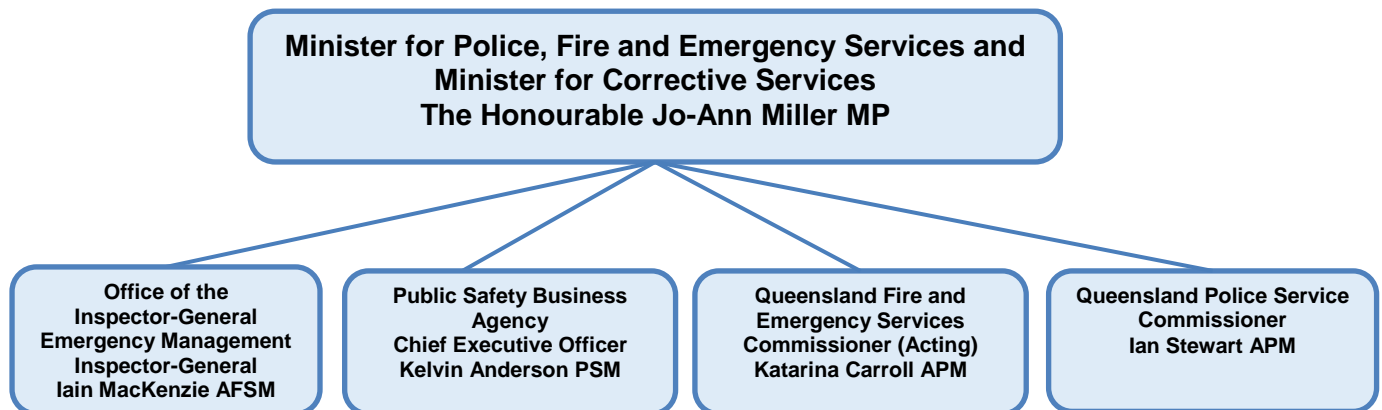 Minister for Police, Fire and Emergency Services and
Minister for Corrective Services
The Honourable Jo-Ann Miller MP
Office of the
Inspector-General
Emergency Management
Inspector-General
Iain MacKenzie AFSM
Public Safety Business
Agency
Chief Executive Officer
Kelvin Anderson PSM
Queensland Fire and
Emergency Services
Commissioner (Acting)
Katarina Carroll APM
Queensland Police Service
Commissioner
Ian Stewart APM